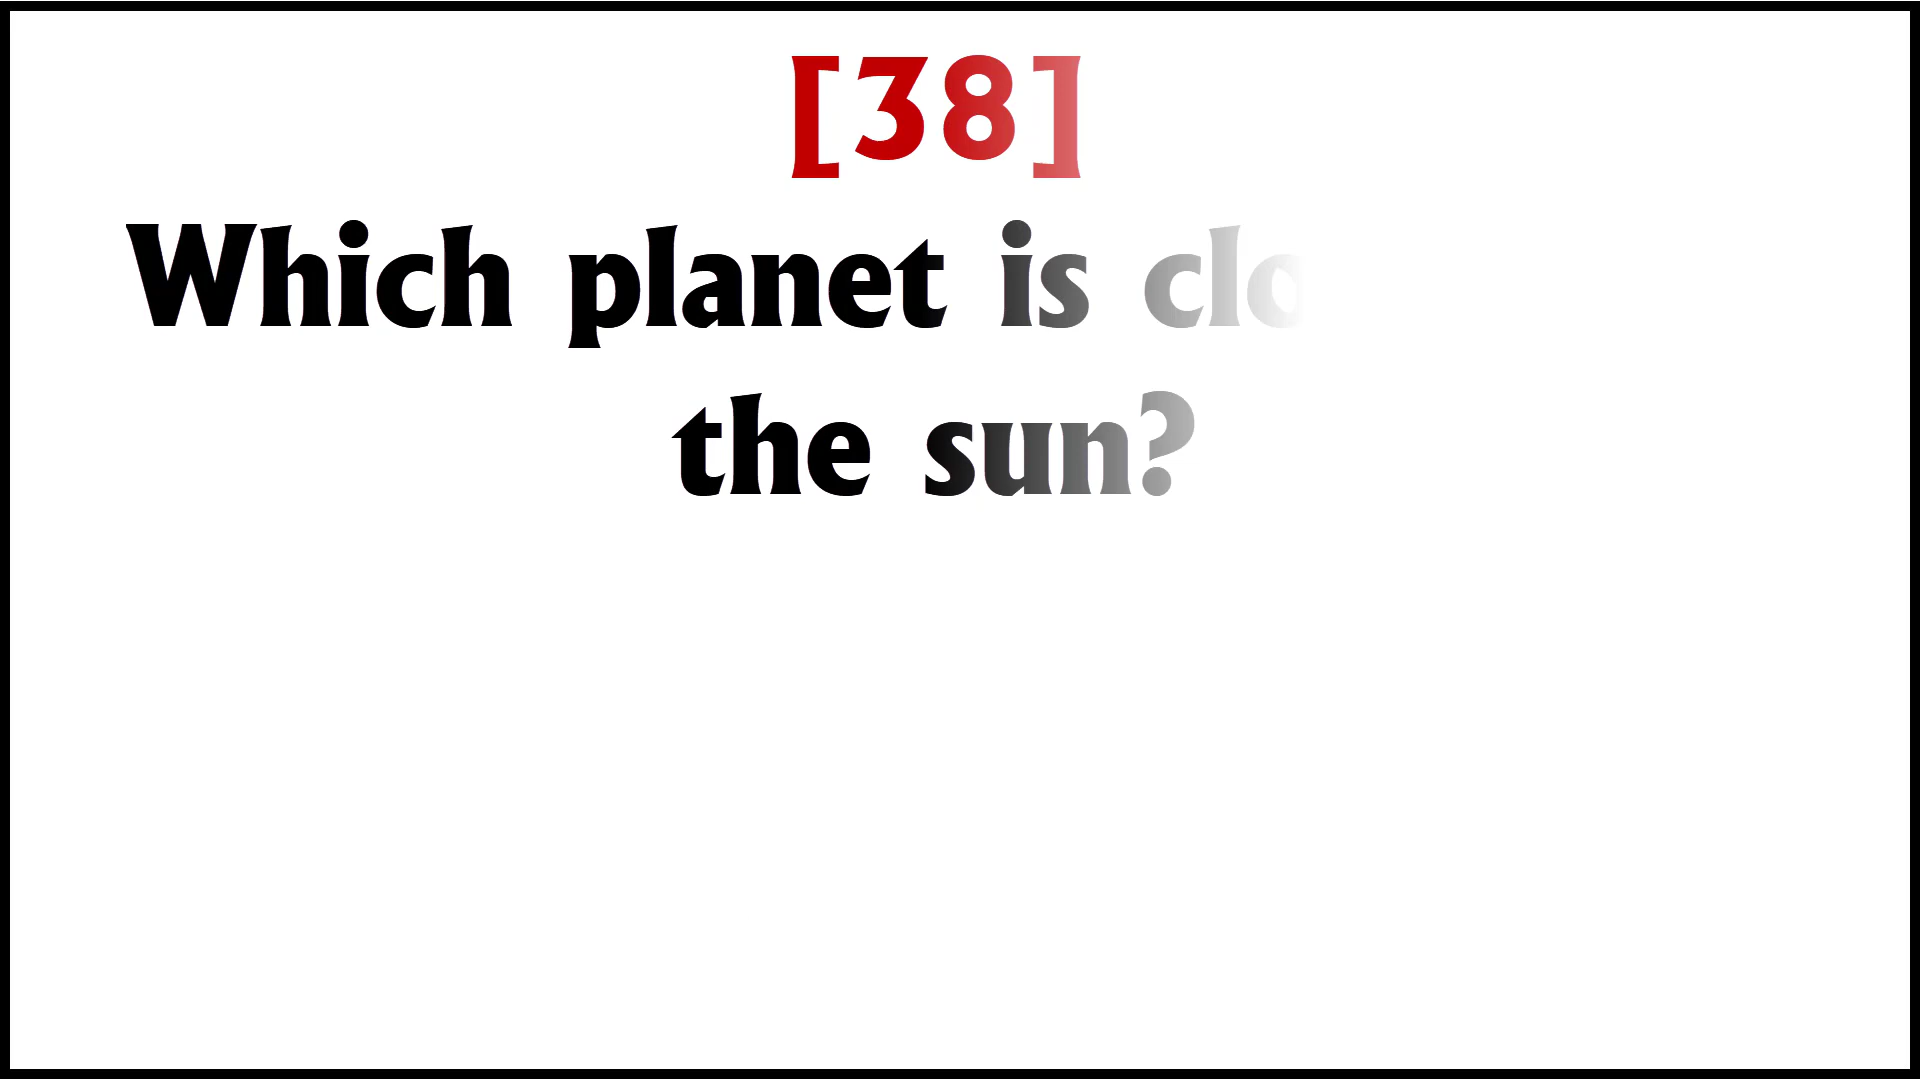 [38]
Which planet is
the sun?